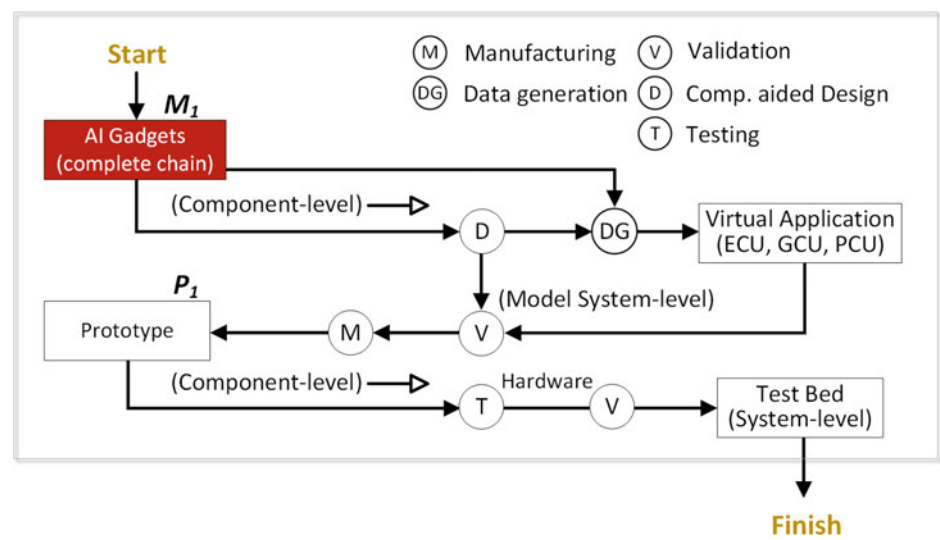 Start
M Manufacturing
V Validation
DG Data generation
D Comp. aided Design
T Testing
M1
AI Gadgets
(complete chain)
(Component-level)
D
DG
Virtual Application
(ECU, GCU, PCU)
P1
(Model System-level)
Prototype
M
V
(Component-level)
Hardware
T
V
Test Bed
(System-level)
Finish